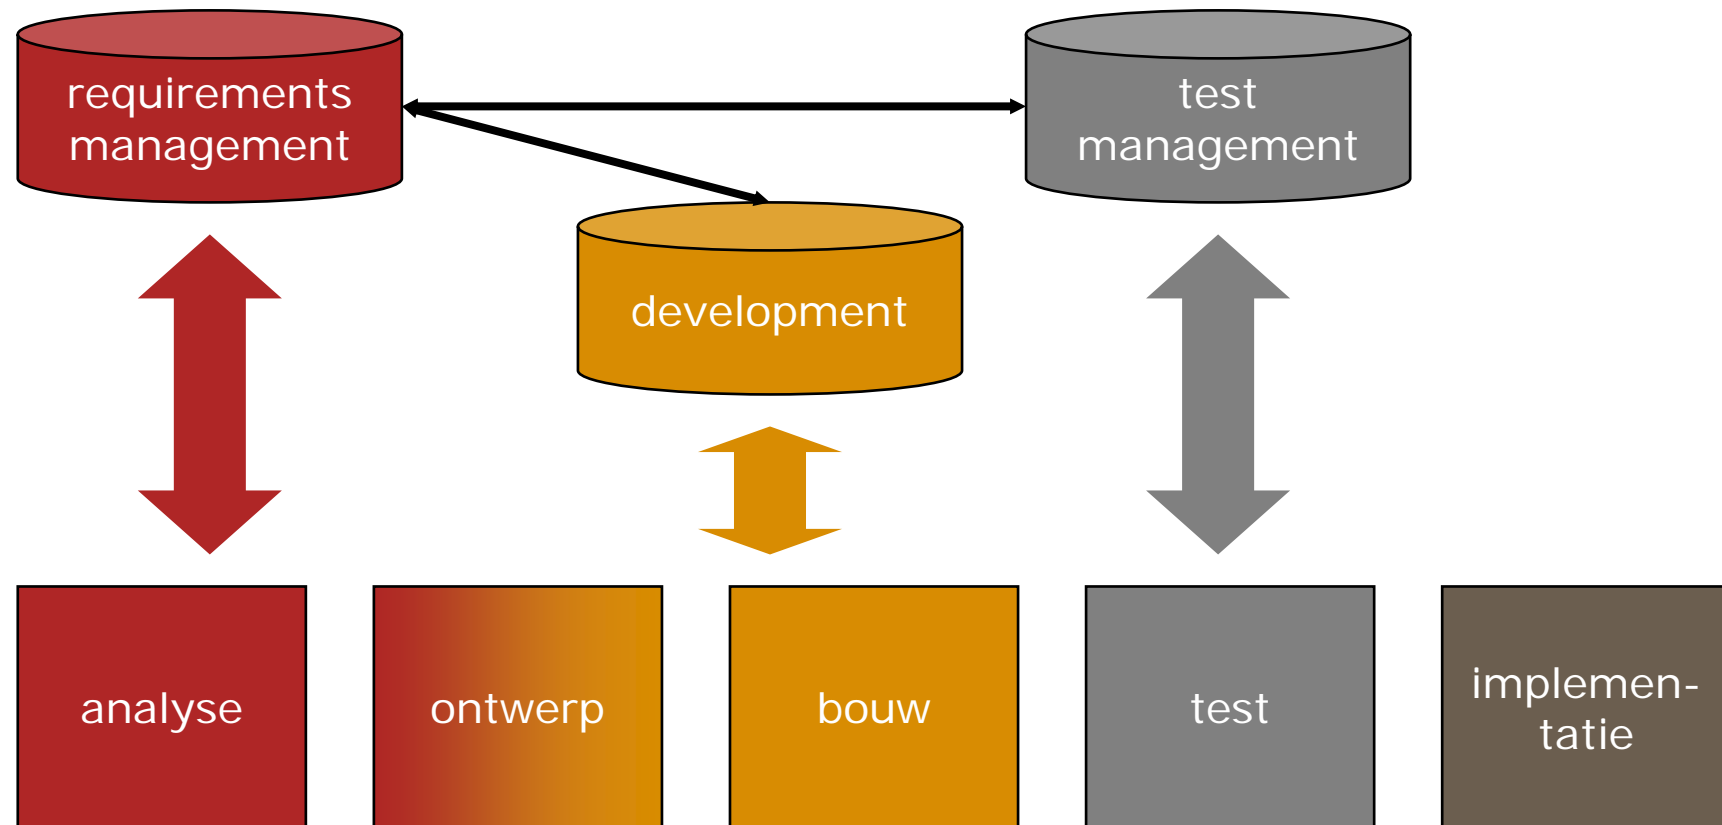 requirements
management
test
management
development
analyse
ontwerp
bouw
test
implemen-
tatie